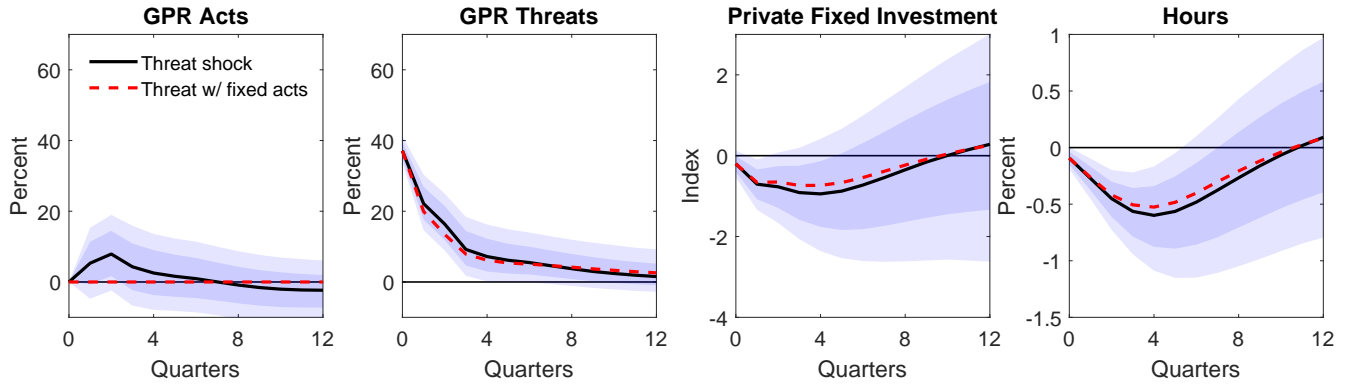 GPR Acts
Percent
60
40
20
0
Threat shock
Threat w/ fixed acts
0 4 8 12
Quarters
GPR Threats
Percent
60
40
20
0
0 4 8 12
Quarters
Private Fixed Investment
Index
2
0
-2
-4
0 4 8 12
Quarters
Hours
Percent
1
0.5
0
-0.5
-1
-1.5
0 4 8 12
Quarters